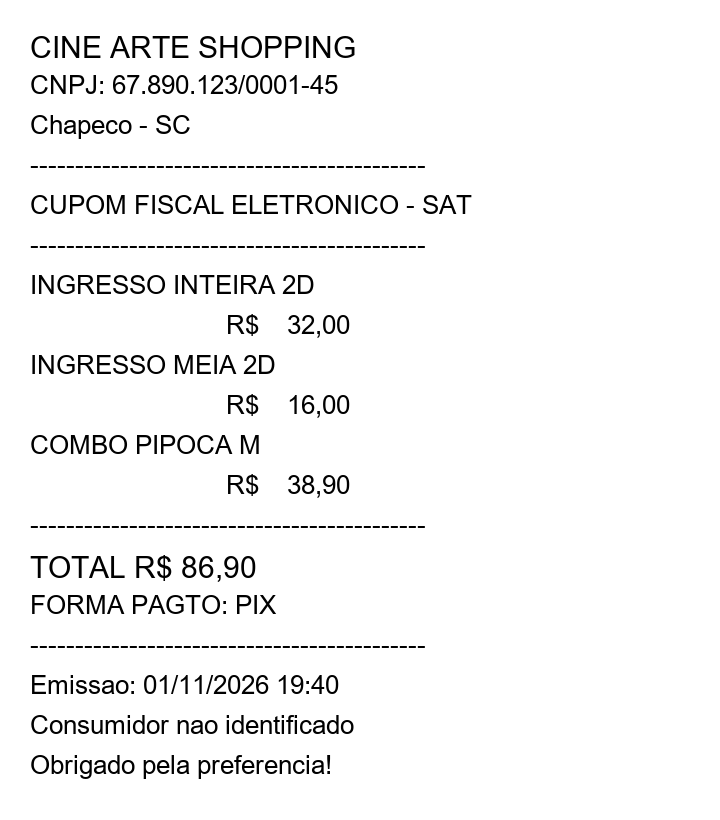 CINE ARTE SHOPPING
CNPJ: 67.890.123/0001-45
Chapeco - SC
--------------------------------------------
CUPOM FISCAL ELETRONICO - SAT
--------------------------------------------
INGRESSO INTEIRA 2D
R$ 32,00
INGRESSO MEIA 2D
R$ 16,00
COMBO PIPOCA M
R$ 38,90
--------------------------------------------
TOTAL R$ 86,90
FORMA PAGTO: PIX
--------------------------------------------
Emissao: 01/11/2026 19:40
Consumidor nao identificado
Obrigado pela preferencia!